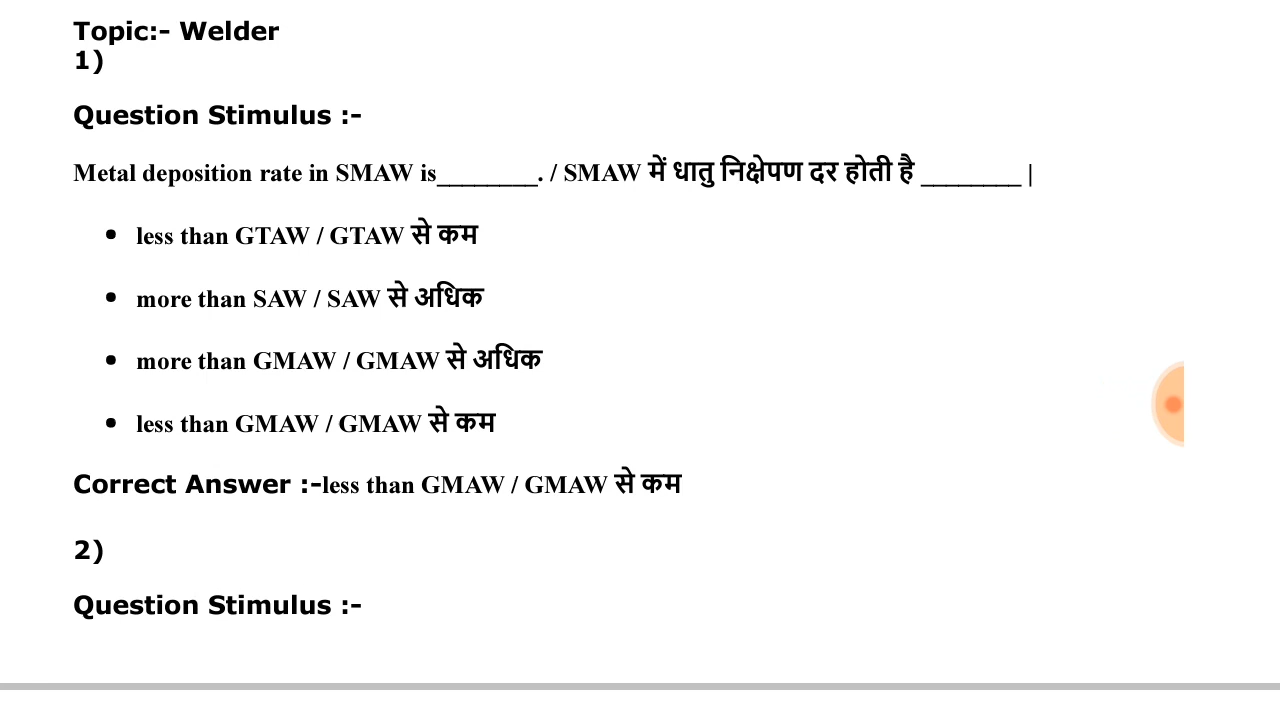 Topic:- Welder
1)
Question Stimulus :-
Metal deposition rate in SMAW is________. / SMAW में धातु निक्षेपण दर होती है ________ |
• less than GTAW / GTAW से कम
• more than SAW / SAW से अधिक
• more than GMAW / GMAW से अधिक
• less than GMAW / GMAW से कम
Correct Answer :-less than GMAW / GMAW से कम
2)
Question Stimulus :-